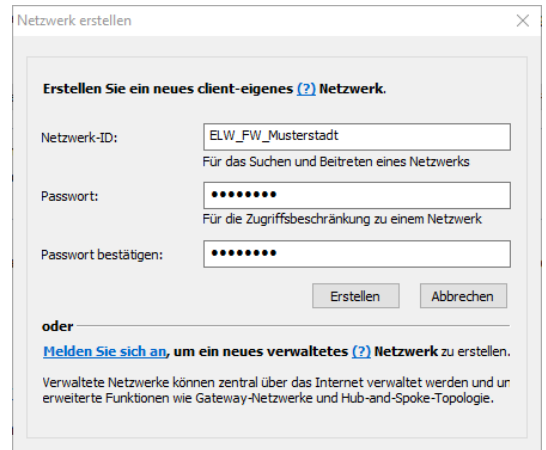 Netzwerk erstellen
Erstellen Sie ein neues client-eigenes (?) Netzwerk.
Netzwerk-ID:
ELW_FW_Musterstadt
Für das Suchen und Beitreten eines Netzwerks
Passwort:
••••••••
Für die Zugriffsbeschränkung zu einem Netzwerk
Passwort bestätigen:
••••••••
Erstellen
Abbrechen
oder
Melden Sie sich an, um ein neues verwaltetes (?) Netzwerk zu erstellen.
Verwaltete Netzwerke können zentral über das Internet verwaltet werden und
erweiterte Funktionen wie Gateway-Netzwerke und Hub-and-Spoke-Topologie.